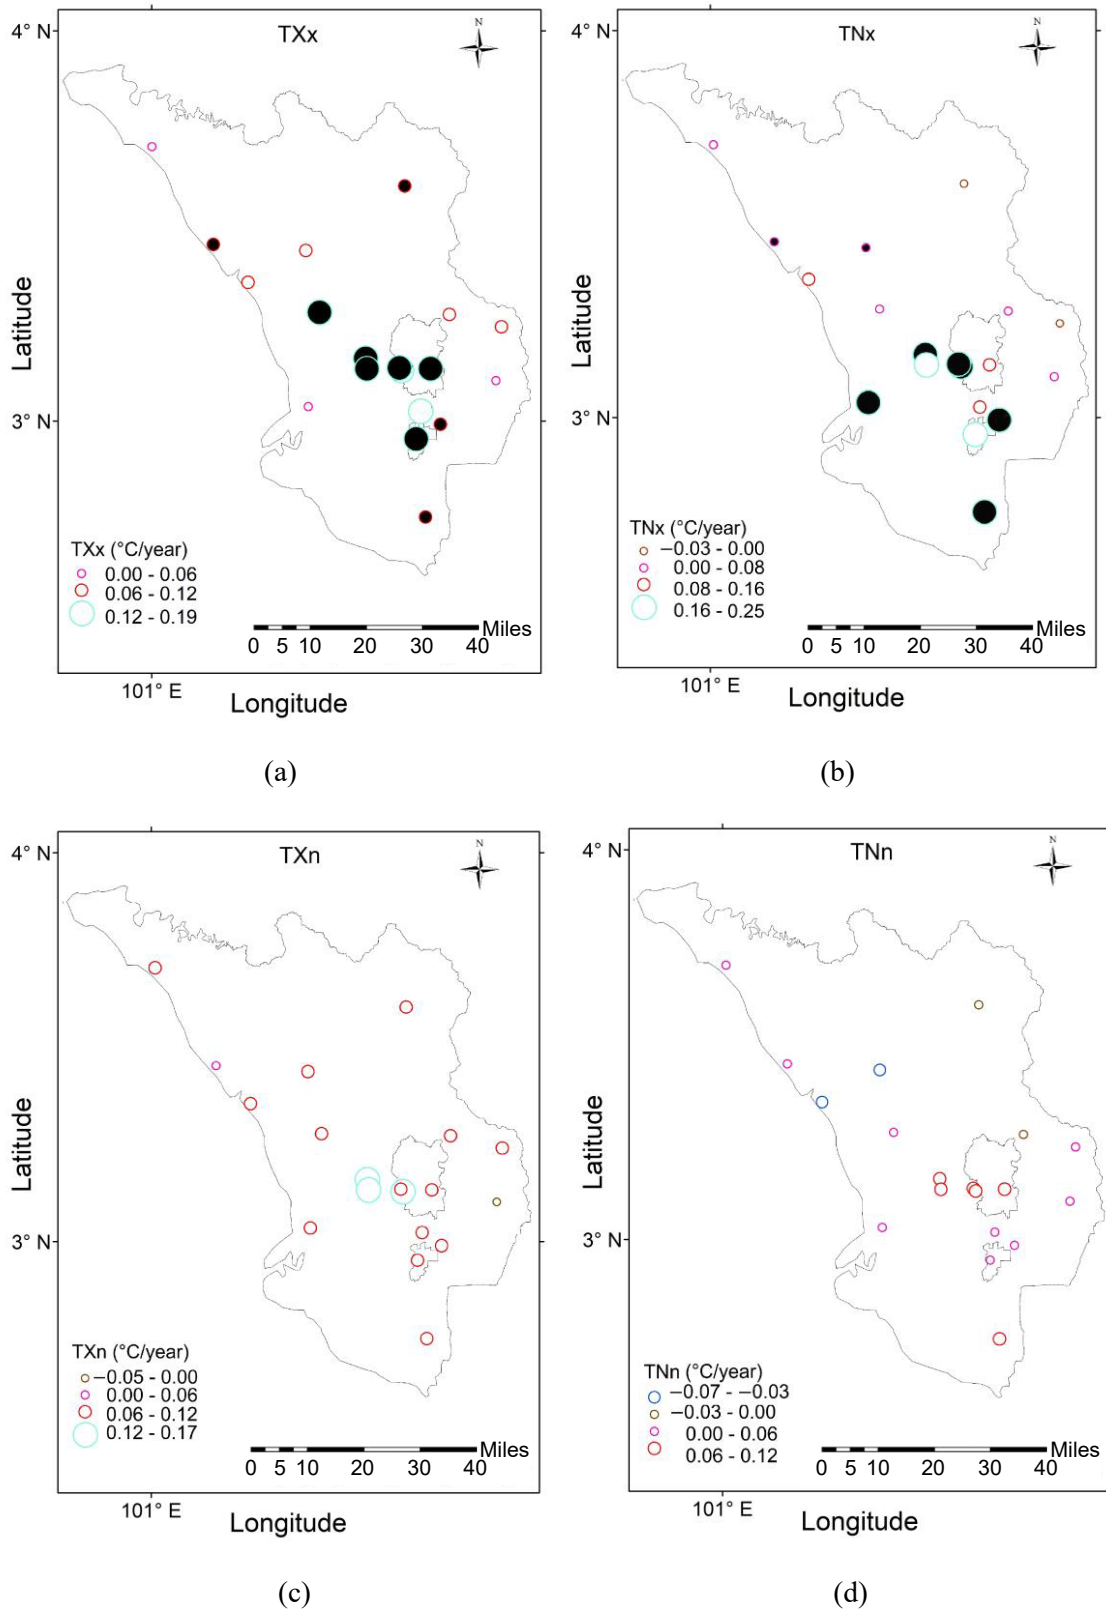 TXx
N
4° N
Latitude
3° N
TXx (°C/year)
0.00 - 0.06
0.06 - 0.12
0.12 - 0.19
Miles
0 5 10 20 30 40
101° E
Longitude
(a)
TNx
N
4° N
Latitude
3° N
TNx (°C/year)
−0.03 - 0.00
0.00 - 0.08
0.08 - 0.16
0.16 - 0.25
Miles
0 5 10 20 30 40
101° E
Longitude
(b)
TXn
N
4° N
Latitude
3° N
TXn (°C/year)
−0.05 - 0.00
0.00 - 0.06
0.06 - 0.12
0.12 - 0.17
Miles
0 5 10 20 30 40
101° E
Longitude
(c)
TNn
N
4° N
Latitude
3° N
TNn (°C/year)
−0.07 - −0.03
−0.03 - 0.00
0.00 - 0.06
0.06 - 0.12
Miles
0 5 10 20 30 40
101° E
Longitude
(d)